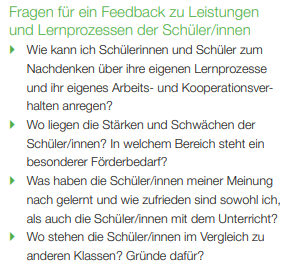 Fragen für ein Feedback zu Leistungen
und Lernprozessen der Schüler/innen
Wie kann ich Schülerinnen und Schüler zum
Nachdenken über ihre eigenen Lernprozesse
und ihr eigenes Arbeits- und Kooperationsver-
halten anregen?
Wo liegen die Stärken und Schwächen der
Schüler/innen? In welchem Bereich steht ein
besonderer Förderbedarf?
Was haben die Schüler/innen meiner Meinung
nach gelernt und wie zufrieden sind sowohl ich,
als auch die Schüler/innen mit dem Unterricht?
Wo stehen die Schüler/innen im Vergleich zu
anderen Klassen? Gründe dafür?